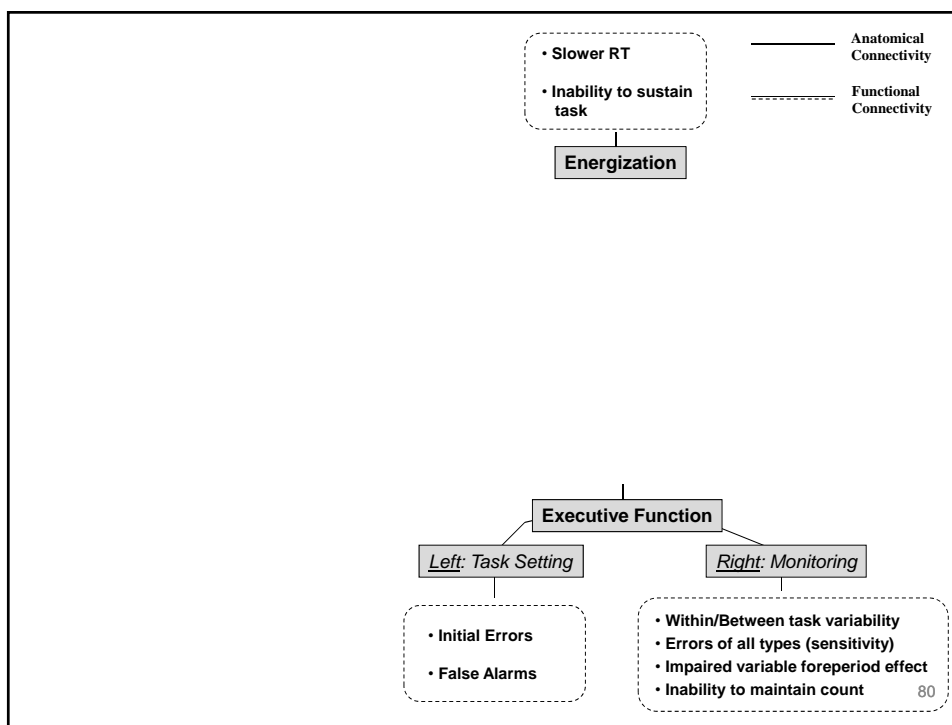 • Slower RT
• Inability to sustain
task
Anatomical
Connectivity
Functional
Connectivity
Energization
Executive Function
Left: Task Setting
Right: Monitoring
• Initial Errors
• False Alarms
• Within/Between task variability
• Errors of all types (sensitivity)
• Impaired variable foreperiod effect
• Inability to maintain count
80